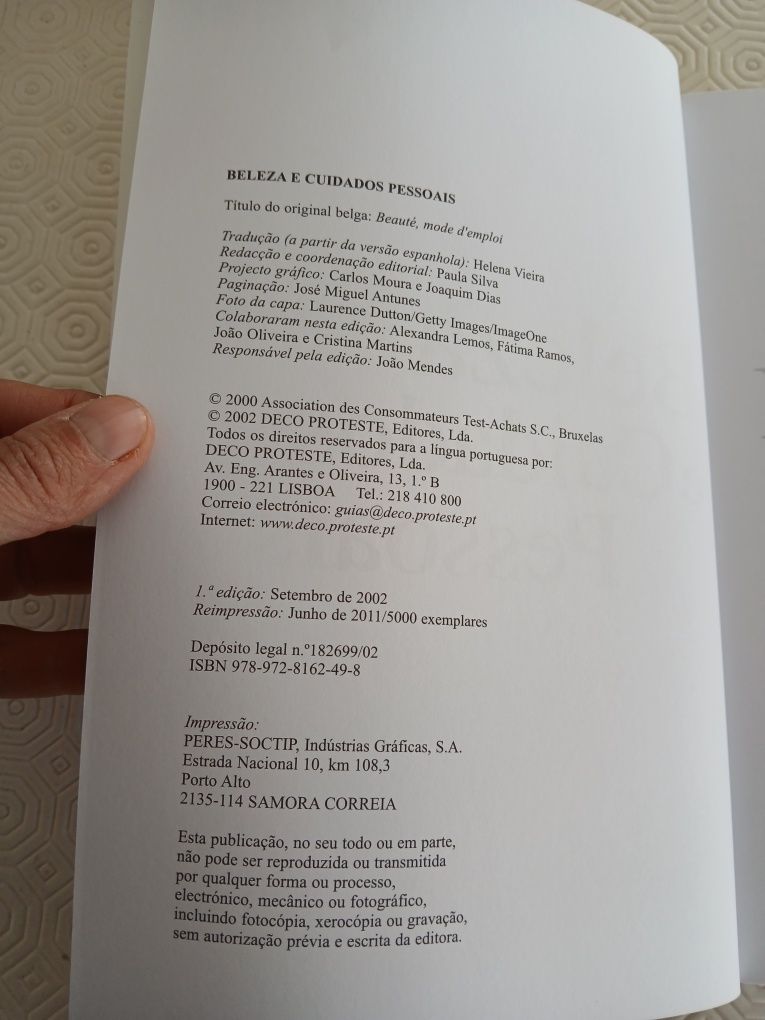 BELEZA E CUIDADOS PESSOAIS
Título do original belga: Beauté, mode d'emploi
Tradução (a partir da versão espanhola): Helena Vieira
Redacção e coordenação editorial: Paula Silva
Projecto gráfico: Carlos Moura e Joaquim Dias
Paginação: José Miguel Antunes
Foto da capa: Laurence Dutton/Getty Images/ImageOne
Colaboraram nesta edição: Alexandra Lemos, Fátima Ramos,
João Oliveira e Cristina Martins
Responsável pela edição: João Mendes
© 2000 Association des Consommateurs Test-Achats S.C., Bruxelas
© 2002 DECO PROTESTE, Editores, Lda.
Todos os direitos reservados para a língua portuguesa por:
DECO PROTESTE, Editores, Lda.
Av. Eng. Arantes e Oliveira, 13, 1.º B
1900 - 221 LISBOA Tel.: 218 410 800
Correio electrónico: guias@deco.proteste.pt
Internet: www.deco.proteste.pt
1.ª edição: Setembro de 2002
Reimpressão: Junho de 2011/5000 exemplares
Depósito legal n.º182699/02
ISBN 978-972-8162-49-8
Impressão:
PERES-SOCTIP, Indústrias Gráficas, S.A.
Estrada Nacional 10, km 108,3
Porto Alto
2135-114 SAMORA CORREIA
Esta publicação, no seu todo ou em parte,
não pode ser reproduzida ou transmitida
por qualquer forma ou processo,
electrónico, mecânico ou fotográfico,
incluindo fotocópia, xerocópia ou gravação,
sem autorização prévia e escrita da editora.